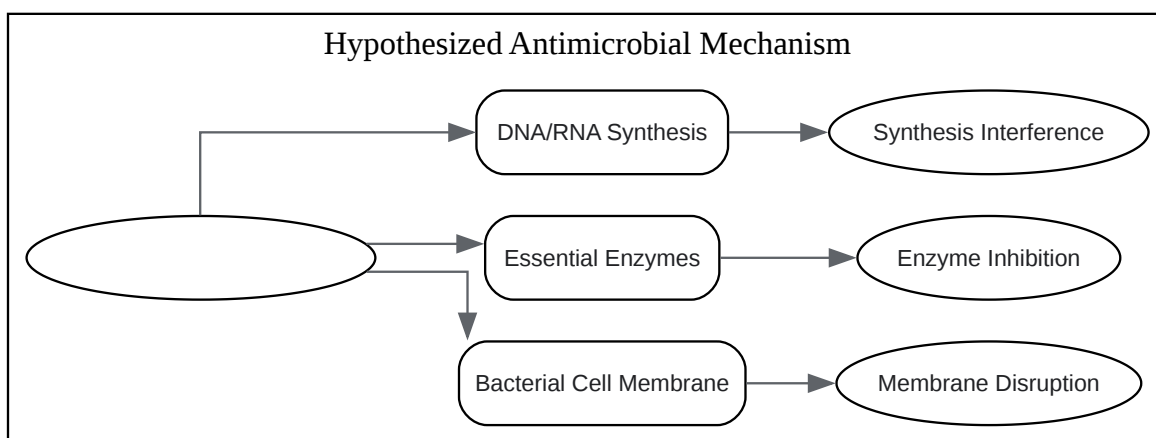 Hypothesized Antimicrobial Mechanism
DNA/RNA Synthesis
Synthesis Interference
Essential Enzymes
Enzyme Inhibition
Bacterial Cell Membrane
Membrane Disruption